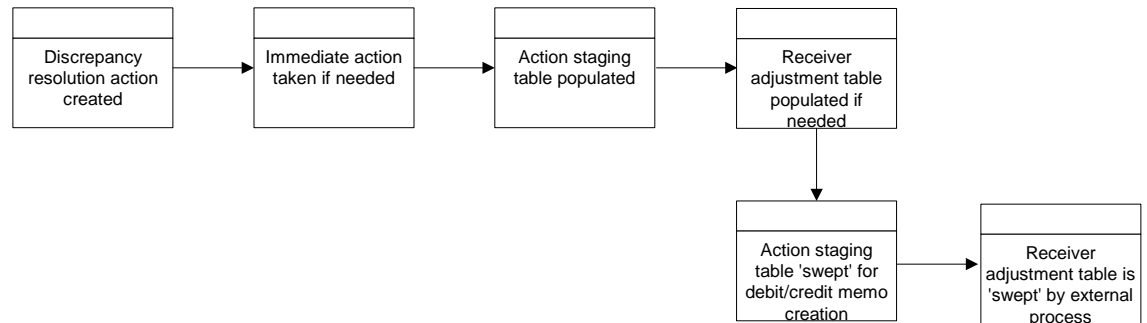 Discrepancy
resolution action
created
Immediate action
taken if needed
Action staging
table populated
Receiver
adjustment table
populated if
needed
Action staging
table 'swept' for
debit/credit memo
creation
Receiver
adjustment table is
'swept' by external
process